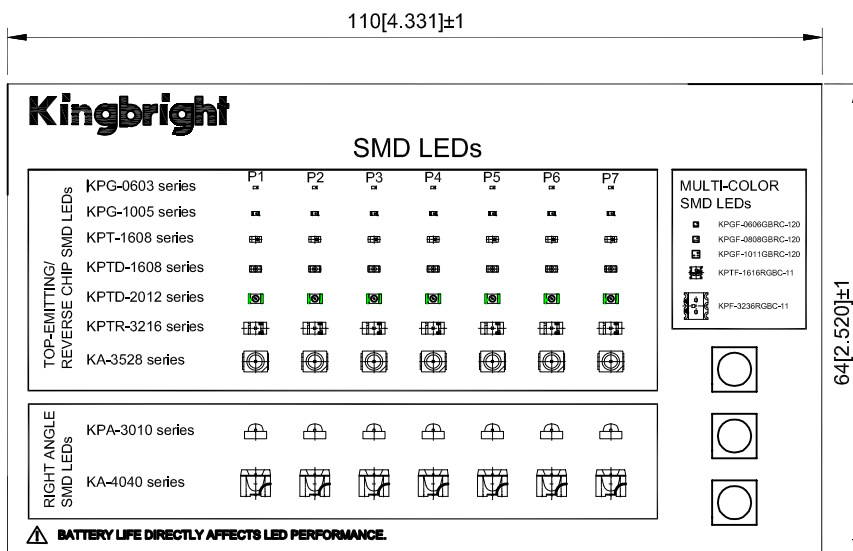 110[4.331]±1
Kingbright
SMD LEDs
TOP-EMITTING/
REVERSE CHIP SMD LEDs
P1 P2 P3 P4 P5 P6 P7
KPG-0603 series
KPG-1005 series
KPT-1608 series
KPTD-1608 series
KPTD-2012 series
KPTR-3216 series
KA-3528 series
MULTI-COLOR
SMD LEDs
KPGF-0606GBRC-120
KPGF-0808GBRC-120
KPGF-1011GBRC-120
KPTF-1616RGBC-11
KPF-3236RGBC-11
64[2.520]±1
RIGHT ANGLE
SMD LEDs
KPA-3010 series
KA-4040 series
BATTERY LIFE DIRECTLY AFFECTS LED PERFORMANCE.